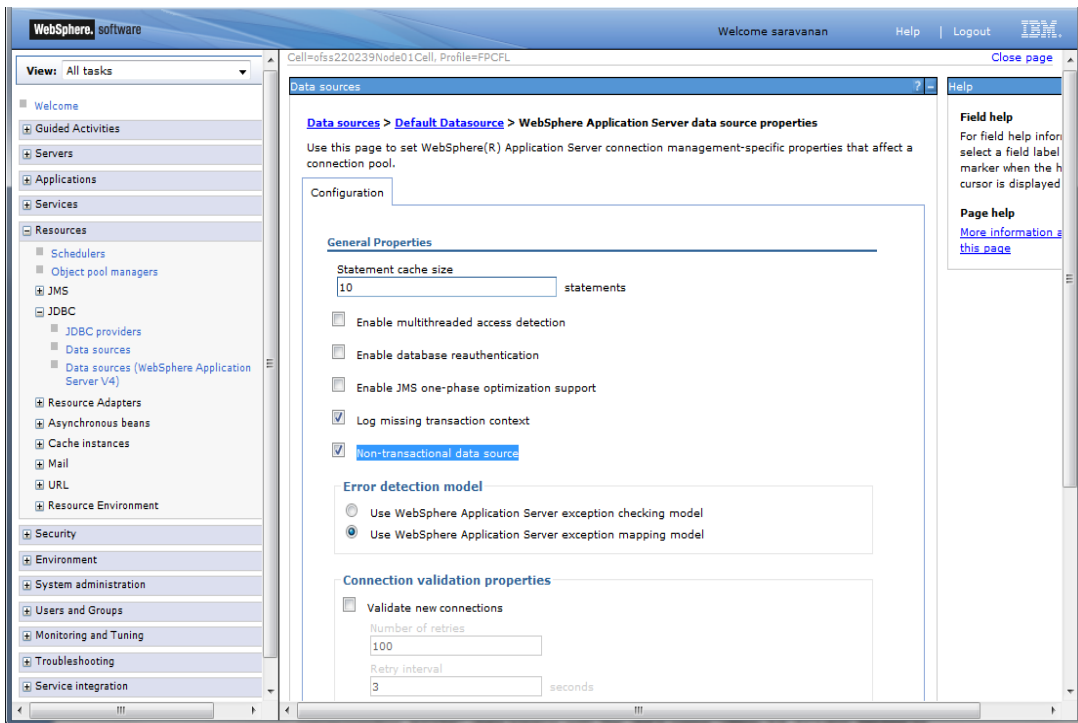 WebSphere. software
Welcome saravanan
Help | Logout
IBM.
View: All tasks
Welcome
Guided Activities
Servers
Applications
Services
Resources
Schedulers
Object pool managers
JMS
JDBC
JDBC providers
Data sources
Data sources (WebSphere Application
Server V4)
Resource Adapters
Asynchronous beans
Cache instances
Mail
URL
Resource Environment
Security
Environment
System administration
Users and Groups
Monitoring and Tuning
Troubleshooting
Service integration
Cell=ofss220239Node01Cell, Profile=FPCFL
Close page
Data sources
? -
Data sources > Default Datasource > WebSphere Application Server data source properties
Use this page to set WebSphere(R) Application Server connection management-specific properties that affect a
connection pool.
Configuration
General Properties
Statement cache size
10 statements
Enable multithreaded access detection
Enable database reauthentication
Enable JMS one-phase optimization support
Log missing transaction context
Non-transactional data source
Error detection model
Use WebSphere Application Server exception checking model
Use WebSphere Application Server exception mapping model
Connection validation properties
Validate new connections
Number of retries
100
Retry interval
3 seconds
Help
Field help
For field help infor
select a field label
marker when the h
cursor is displayed
Page help
More information a
this page